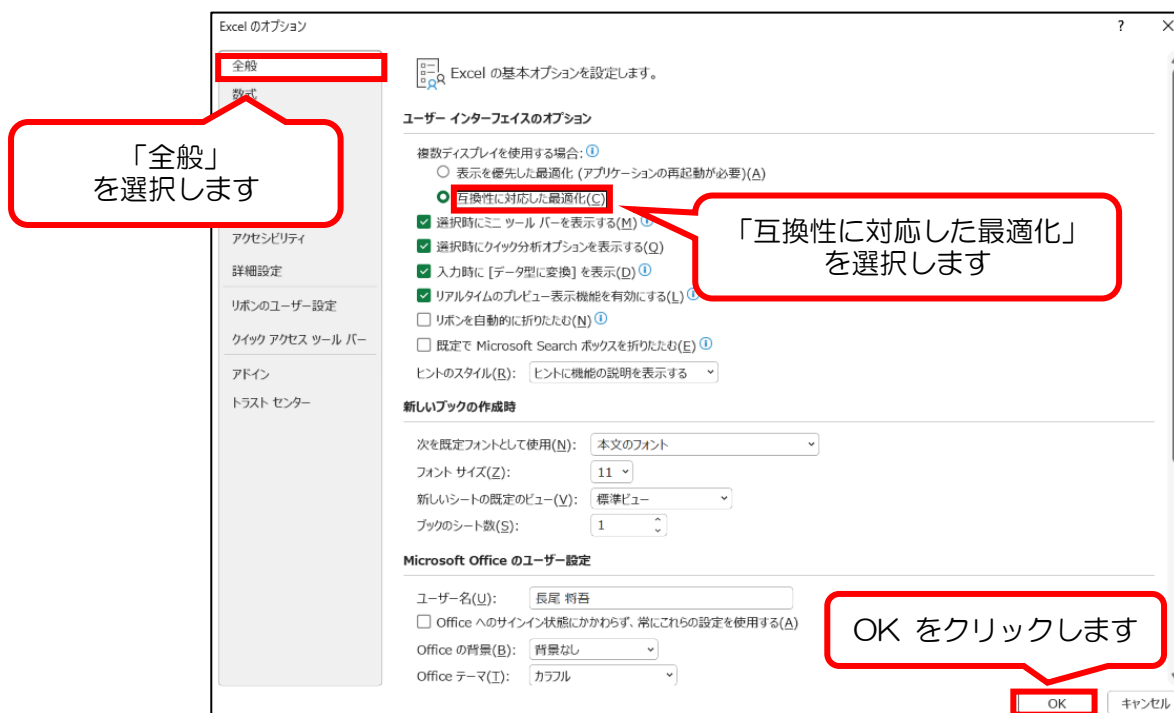 Excel のオプション
?
全般
数式
「全般」
を選択します
アクセシビリティ
詳細設定
リボンのユーザー設定
クイック アクセス ツール バー
アドイン
トラスト センター
Excel の基本オプションを設定します。
ユーザー インターフェイスのオプション
複数ディスプレイを使用する場合:
表示を優先した最適化 (アプリケーションの再起動が必要)(A)
互換性に対応した最適化(C)
「互換性に対応した最適化」
を選択します
選択時にミニ ツール バーを表示する(M)
選択時にクイック分析オプションを表示する(Q)
入力時に [データ型に変換] を表示(D)
リアルタイムのプレビュー表示機能を有効にする(L)
リボンを自動的に折りたたむ(N)
既定で Microsoft Search ボックスを折りたたむ(E)
ヒントのスタイル(R): ヒントに機能の説明を表示する
新しいブックの作成時
次を既定フォントとして使用(N): 本文のフォント
フォント サイズ(Z): 11
新しいシートの既定のビュー(V): 標準ビュー
ブックのシート数(S): 1
Microsoft Office のユーザー設定
ユーザー名(U): 長尾 将吾
Office へのサインイン状態にかかわらず、常にこれらの設定を使用する(A)
Office の背景(B): 背景なし
Office テーマ(T): カラフル
OK をクリックします
OK
キャンセル